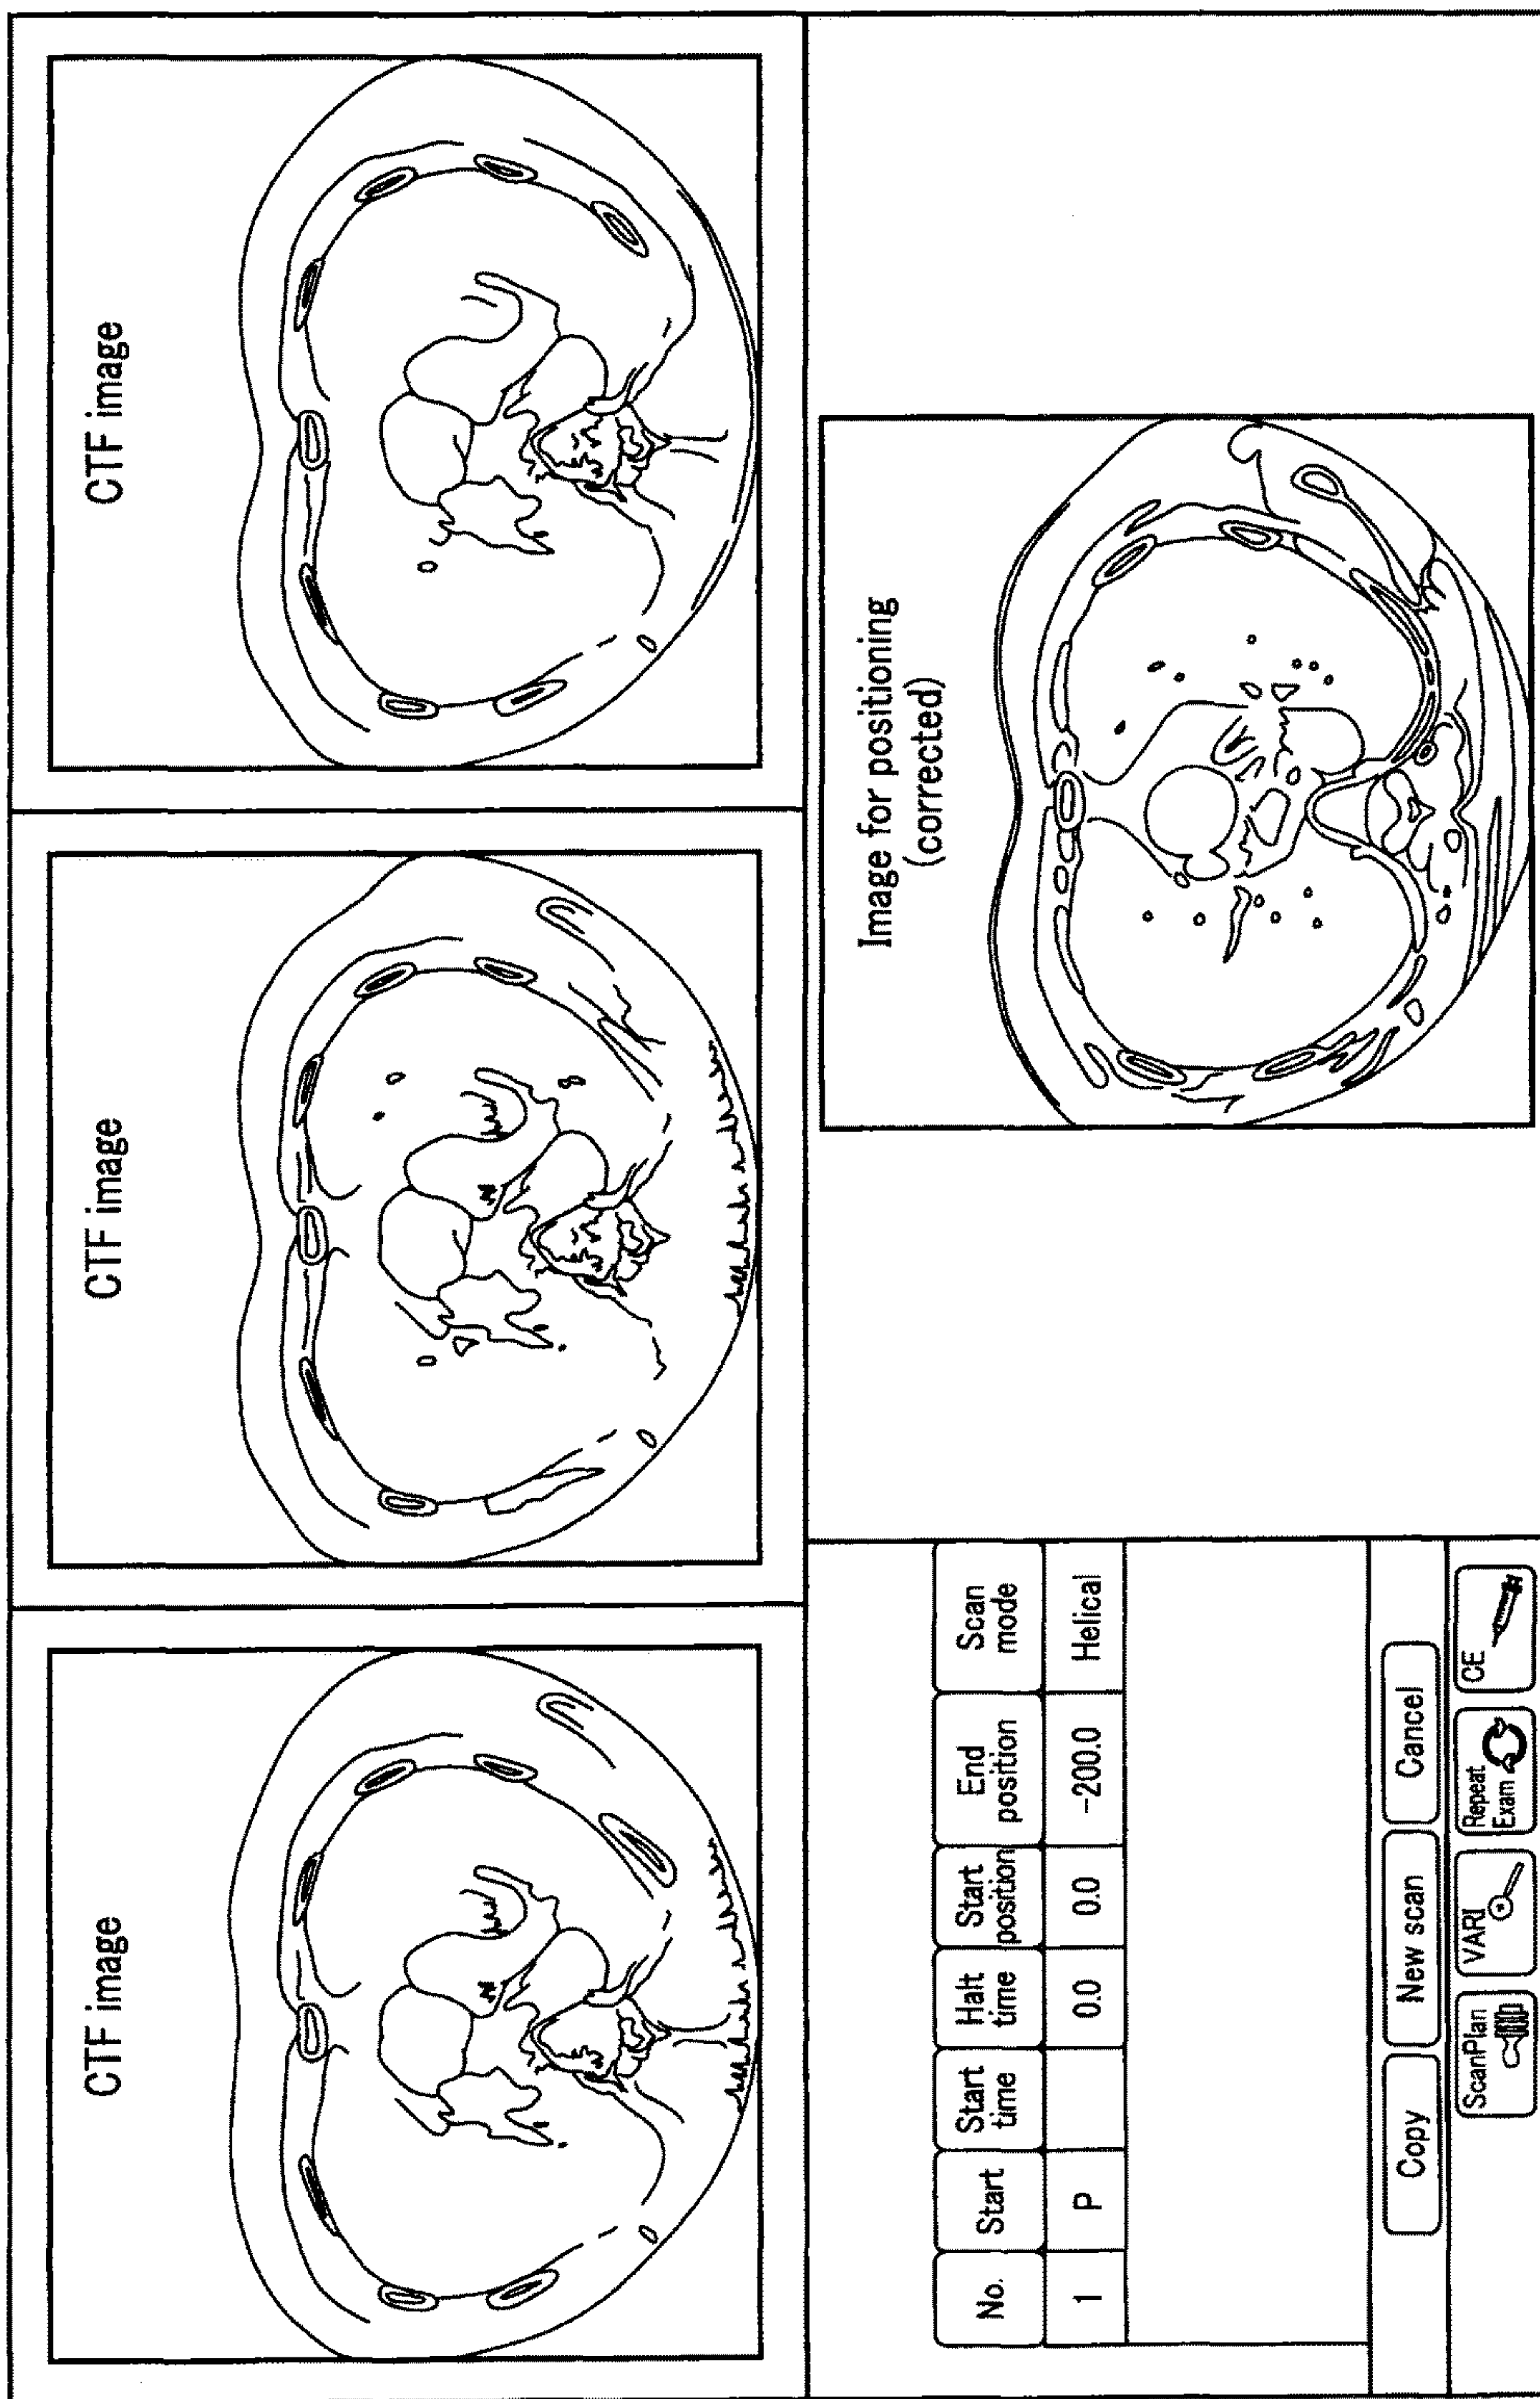 CTF image
CTF image
CTF image
No.
Start
Start
time
Halt
time
Start
position
End
position
Scan
mode
1
P
0.0
0.0
-200.0
Helical
Copy
New scan
Cancel
ScanPlan
VARI
Repeat
Exam
CE
Image for positioning
(corrected)